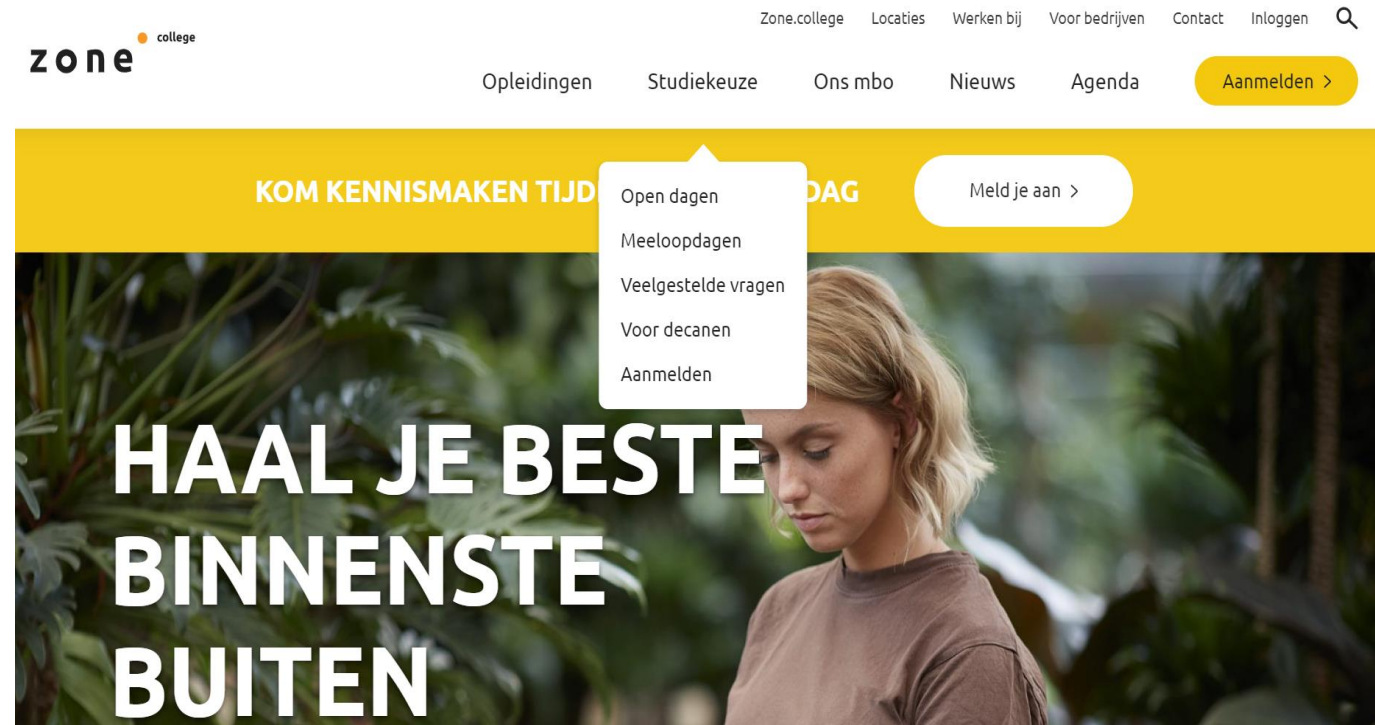 Zone.college Locaties Werken bij Voor bedrijven Contact Inloggen
zone college
Opleidingen Studiekeuze Ons mbo Nieuws Agenda Aanmelden >
KOM KENNISMAKEN TIJD DAG Meld je aan >
Open dagen
Meeloopdagen
Veelgestelde vragen
Voor decanen
Aanmelden
HAAL JE BESTE
BINNENSTE
BUITEN